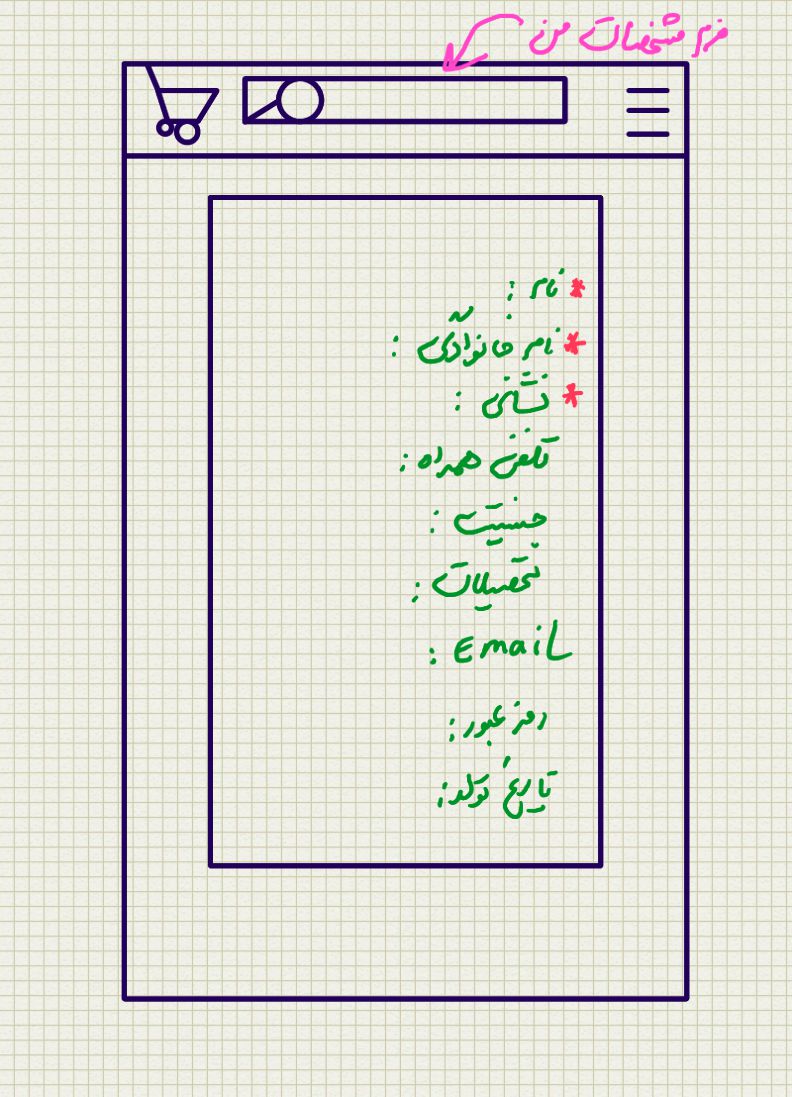 فرم مشخصات من
* نام :
* نام خانوادگی :
* نشانی :
تلفن همراه :
جنسیت :
تحصیلات :
Email :
رمز عبور :
تاریخ تولد :